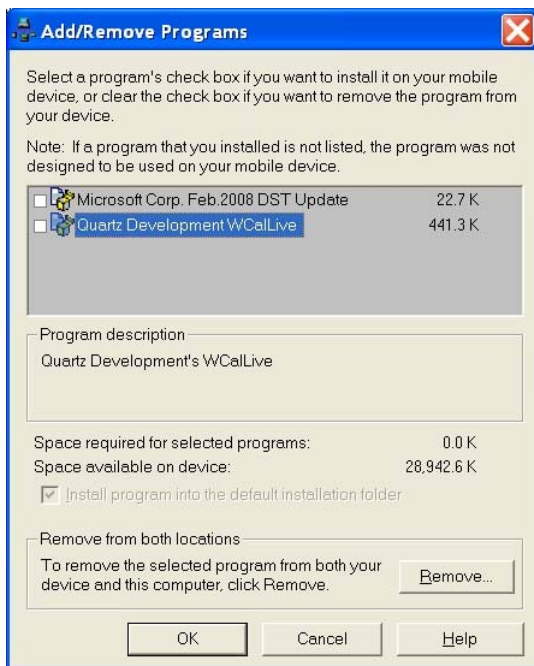 Add/Remove Programs
Select a program's check box if you want to install it on your mobile
device, or clear the check box if you want to remove the program from
your device.
Note: If a program that you installed is not listed, the program was not
designed to be used on your mobile device.
Microsoft Corp. Feb.2008 DST Update 22.7 K
Quartz Development WCalLive 441.3 K
Program description
Quartz Development's WCalLive
Space required for selected programs: 0.0 K
Space available on device: 28,942.6 K
Install program into the default installation folder
Remove from both locations
To remove the selected program from both your
device and this computer, click Remove.
Remove...
OK Cancel Help